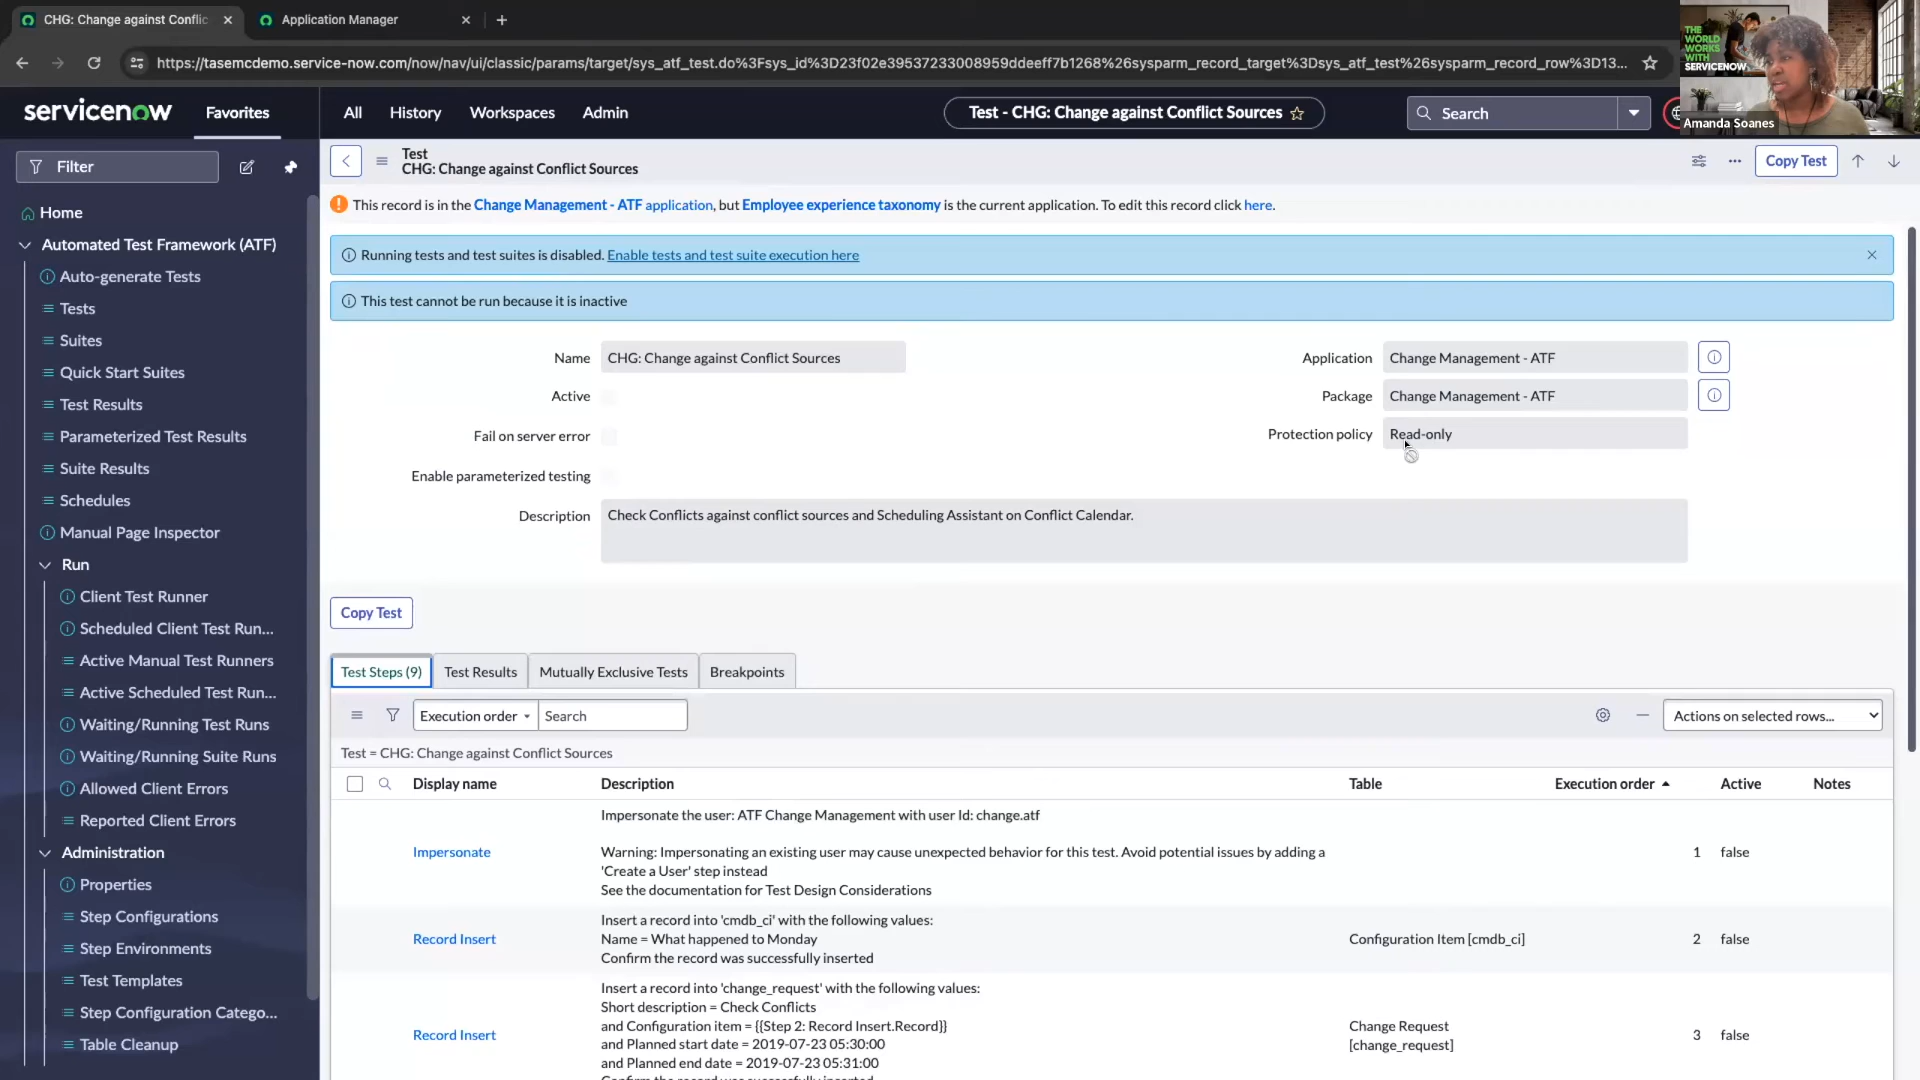 CHG: Change against Conflic
Application Manager
https://tasemcdemo.service-now.com/now/nav/ui/classic/params/target/sys_atf_test.do%3Fsys_id%3D23f02e39537233008959ddeeff7b1268%26sysparm_record_target%3Dsys_atf_test%26sysparm_record_row%3D13...
THE
WORLD
WORKS
WITH
SERVICENOW
Amanda Soanes
servicenow
Favorites
All
History
Workspaces
Admin
Test - CHG: Change against Conflict Sources
Search
Filter
Home
Automated Test Framework (ATF)
Auto-generate Tests
Tests
Suites
Quick Start Suites
Test Results
Parameterized Test Results
Suite Results
Schedules
Manual Page Inspector
Run
Client Test Runner
Scheduled Client Test Run...
Active Manual Test Runners
Active Scheduled Test Run...
Waiting/Running Test Runs
Waiting/Running Suite Runs
Allowed Client Errors
Reported Client Errors
Administration
Properties
Step Configurations
Step Environments
Test Templates
Step Configuration Catego...
Table Cleanup
Test
CHG: Change against Conflict Sources
Copy Test
This record is in the Change Management - ATF application, but Employee experience taxonomy is the current application. To edit this record click here.
Running tests and test suites is disabled. Enable tests and test suite execution here
This test cannot be run because it is inactive
Name
CHG: Change against Conflict Sources
Active
Fail on server error
Enable parameterized testing
Application
Change Management - ATF
Package
Change Management - ATF
Protection policy
Read-only
Description
Check Conflicts against conflict sources and Scheduling Assistant on Conflict Calendar.
Copy Test
Test Steps (9)
Test Results
Mutually Exclusive Tests
Breakpoints
Execution order
Search
Actions on selected rows...
Test = CHG: Change against Conflict Sources
Display name
Description
Table
Execution order
Active
Notes
Impersonate
Impersonate the user: ATF Change Management with user Id: change.atf
Warning: Impersonating an existing user may cause unexpected behavior for this test. Avoid potential issues by adding a
'Create a User' step instead
See the documentation for Test Design Considerations
1
false
Record Insert
Insert a record into 'cmdb_ci' with the following values:
Name = What happened to Monday
Confirm the record was successfully inserted
Configuration Item [cmdb_ci]
2
false
Record Insert
Insert a record into 'change_request' with the following values:
Short description = Check Conflicts
and Configuration item = {{Step 2: Record Insert.Record}}
and Planned start date = 2019-07-23 05:30:00
and Planned end date = 2019-07-23 05:31:00
Confirm the record was successfully inserted
Change Request
[change_request]
3
false